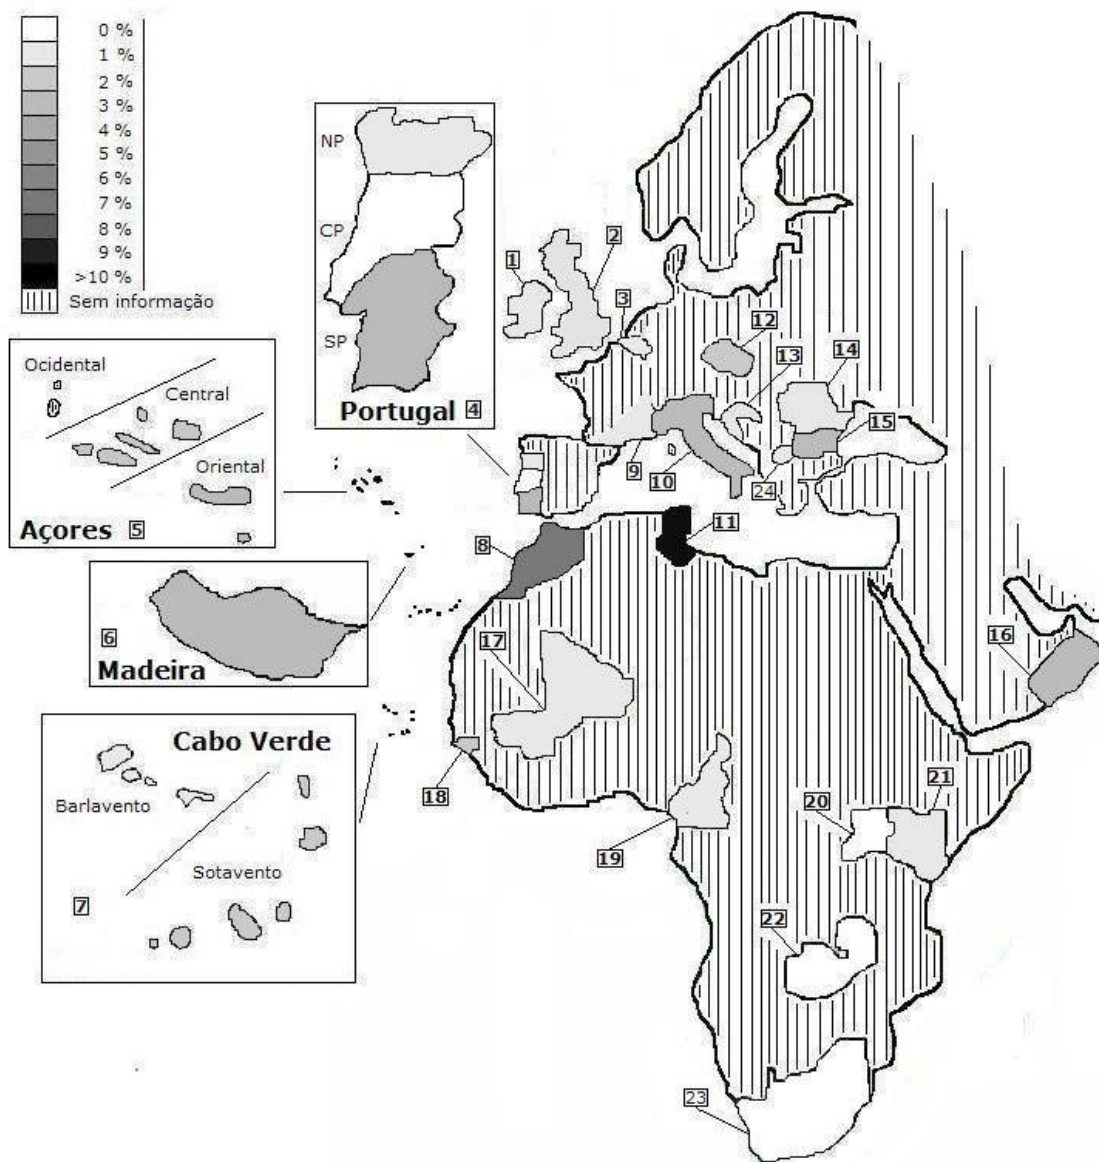 0 %
1 %
2 %
3 %
4 %
5 %
6 %
7 %
8 %
9 %
>10 %
Sem informação
NP
CP
SP
Portugal 4
Ocidental
Central
Oriental
Açores 5
6
Madeira
Cabo Verde
Barlavento
Sotavento
7
1
2
3
12
13
14
15
9
10
24
8
11
16
17
18
19
20
21
22
23